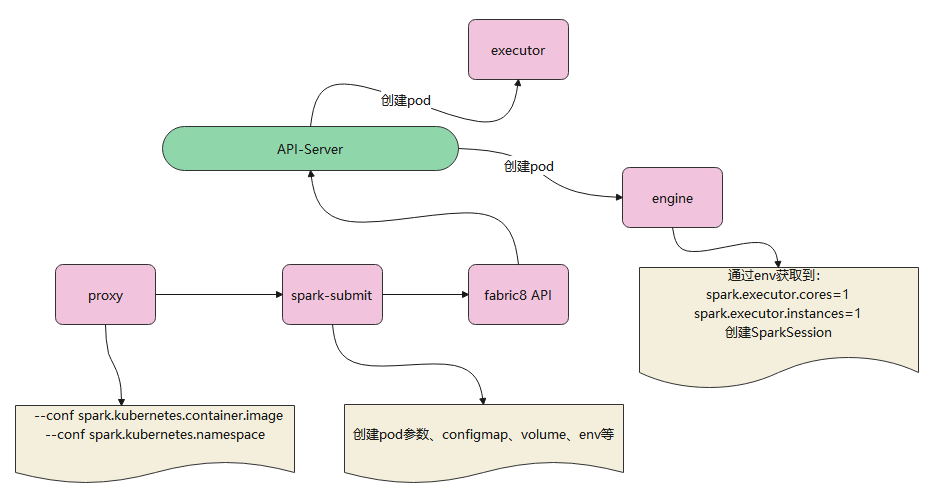 executor
创建pod
API-Server
创建pod
engine
proxy
spark-submit
fabric8 API
通过env获取到：
spark.executor.cores=1
spark.executor.instances=1
创建SparkSession
--conf spark.kubernetes.container.image
--conf spark.kubernetes.namespace
创建pod参数、configmap、volume、env等